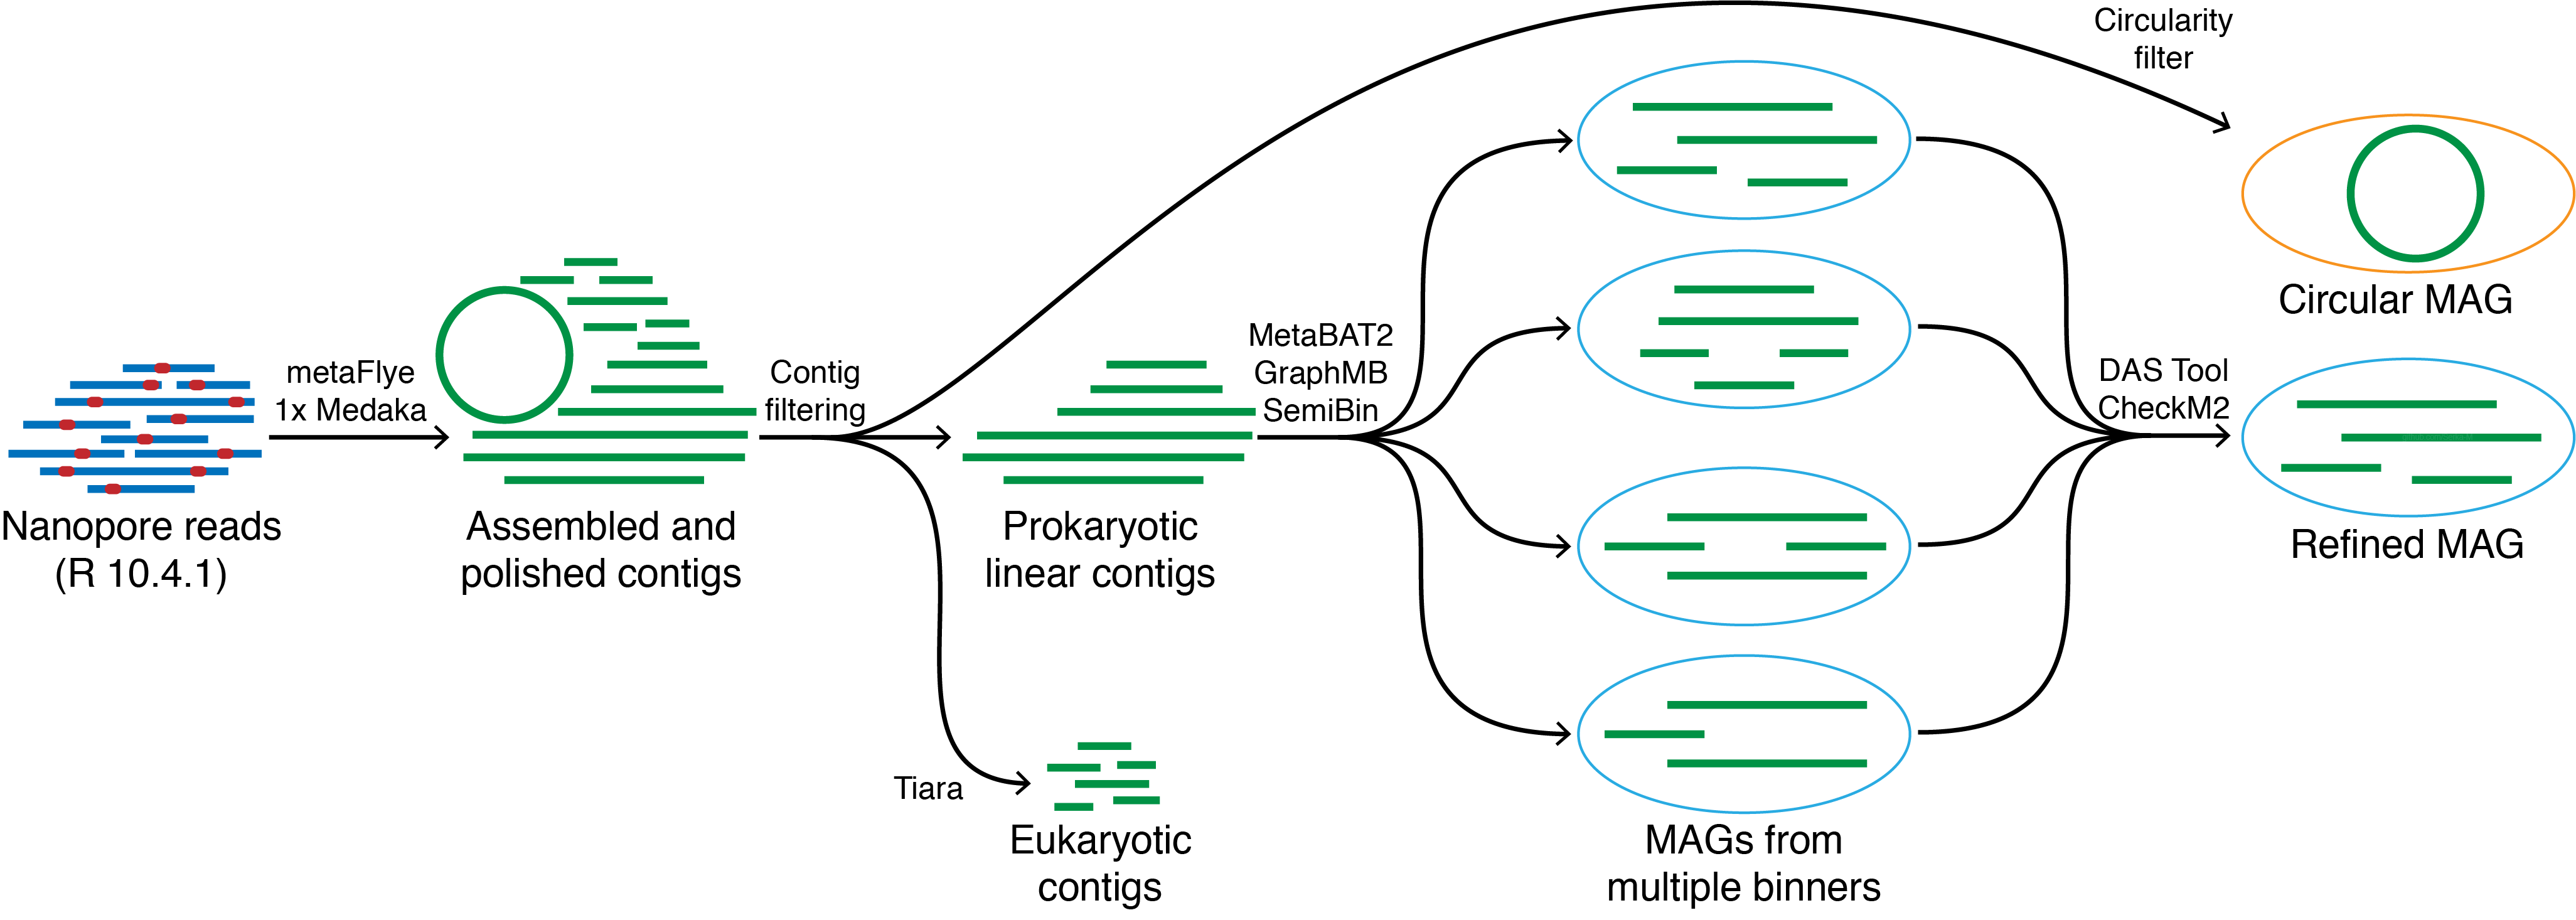 Circularity
filter
Circular MAG
MetaBAT2
GraphMB
SemiBin
metaFlye
1x Medaka
Contig
filtering
DAS Tool
CheckM2
Nanopore reads
(R 10.4.1)
Assembled and
polished contigs
Prokaryotic
linear contigs
Refined MAG
Tiara
Eukaryotic
contigs
MAGs from
multiple binners